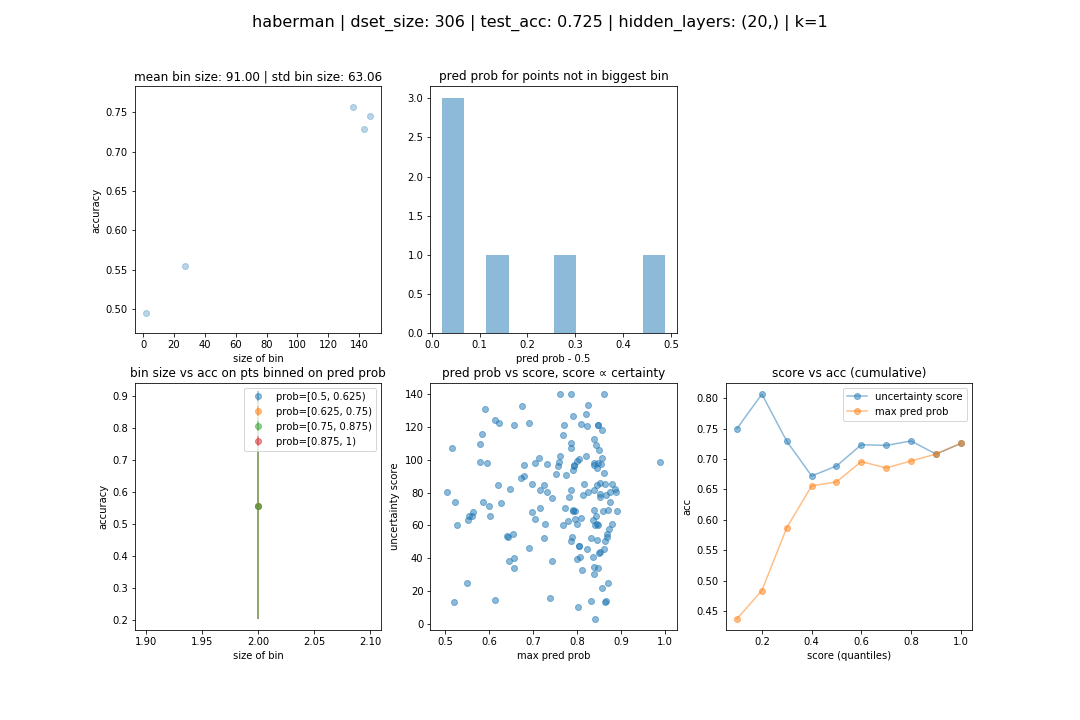 haberman | dset_size: 306 | test_acc: 0.725 | hidden_layers: (20,) | k=1
mean bin size: 91.00 | std bin size: 63.06
accuracy
0.75
0.70
0.65
0.60
0.55
0.50
0 20 40 60 80 100 120 140
size of bin
pred prob for points not in biggest bin
3.0
2.5
2.0
1.5
1.0
0.5
0.0
0.0 0.1 0.2 0.3 0.4 0.5
pred prob - 0.5
bin size vs acc on pts binned on pred prob
prob=[0.5, 0.625)
prob=[0.625, 0.75)
prob=[0.75, 0.875)
prob=[0.875, 1)
accuracy
0.9
0.8
0.7
0.6
0.5
0.4
0.3
0.2
1.90 1.95 2.00 2.05 2.10
size of bin
pred prob vs score, score ∝ certainty
uncertainty score
140
120
100
80
60
40
20
0
0.5 0.6 0.7 0.8 0.9 1.0
max pred prob
score vs acc (cumulative)
uncertainty score
max pred prob
acc
0.80
0.75
0.70
0.65
0.60
0.55
0.50
0.45
0.2 0.4 0.6 0.8 1.0
score (quantiles)